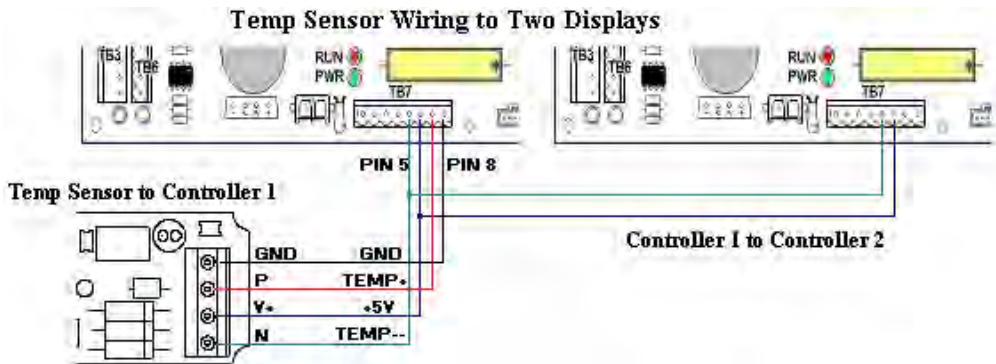 Temp Sensor Wiring to Two Displays
TB3
TB6
RUN
PWR
TB7
TB3
TB6
RUN
PWR
TB7
PIN 5
PIN 8
Temp Sensor to Controller 1
Controller 1 to Controller 2
GND GND
P TEMP+
V+ +5V
N TEMP--